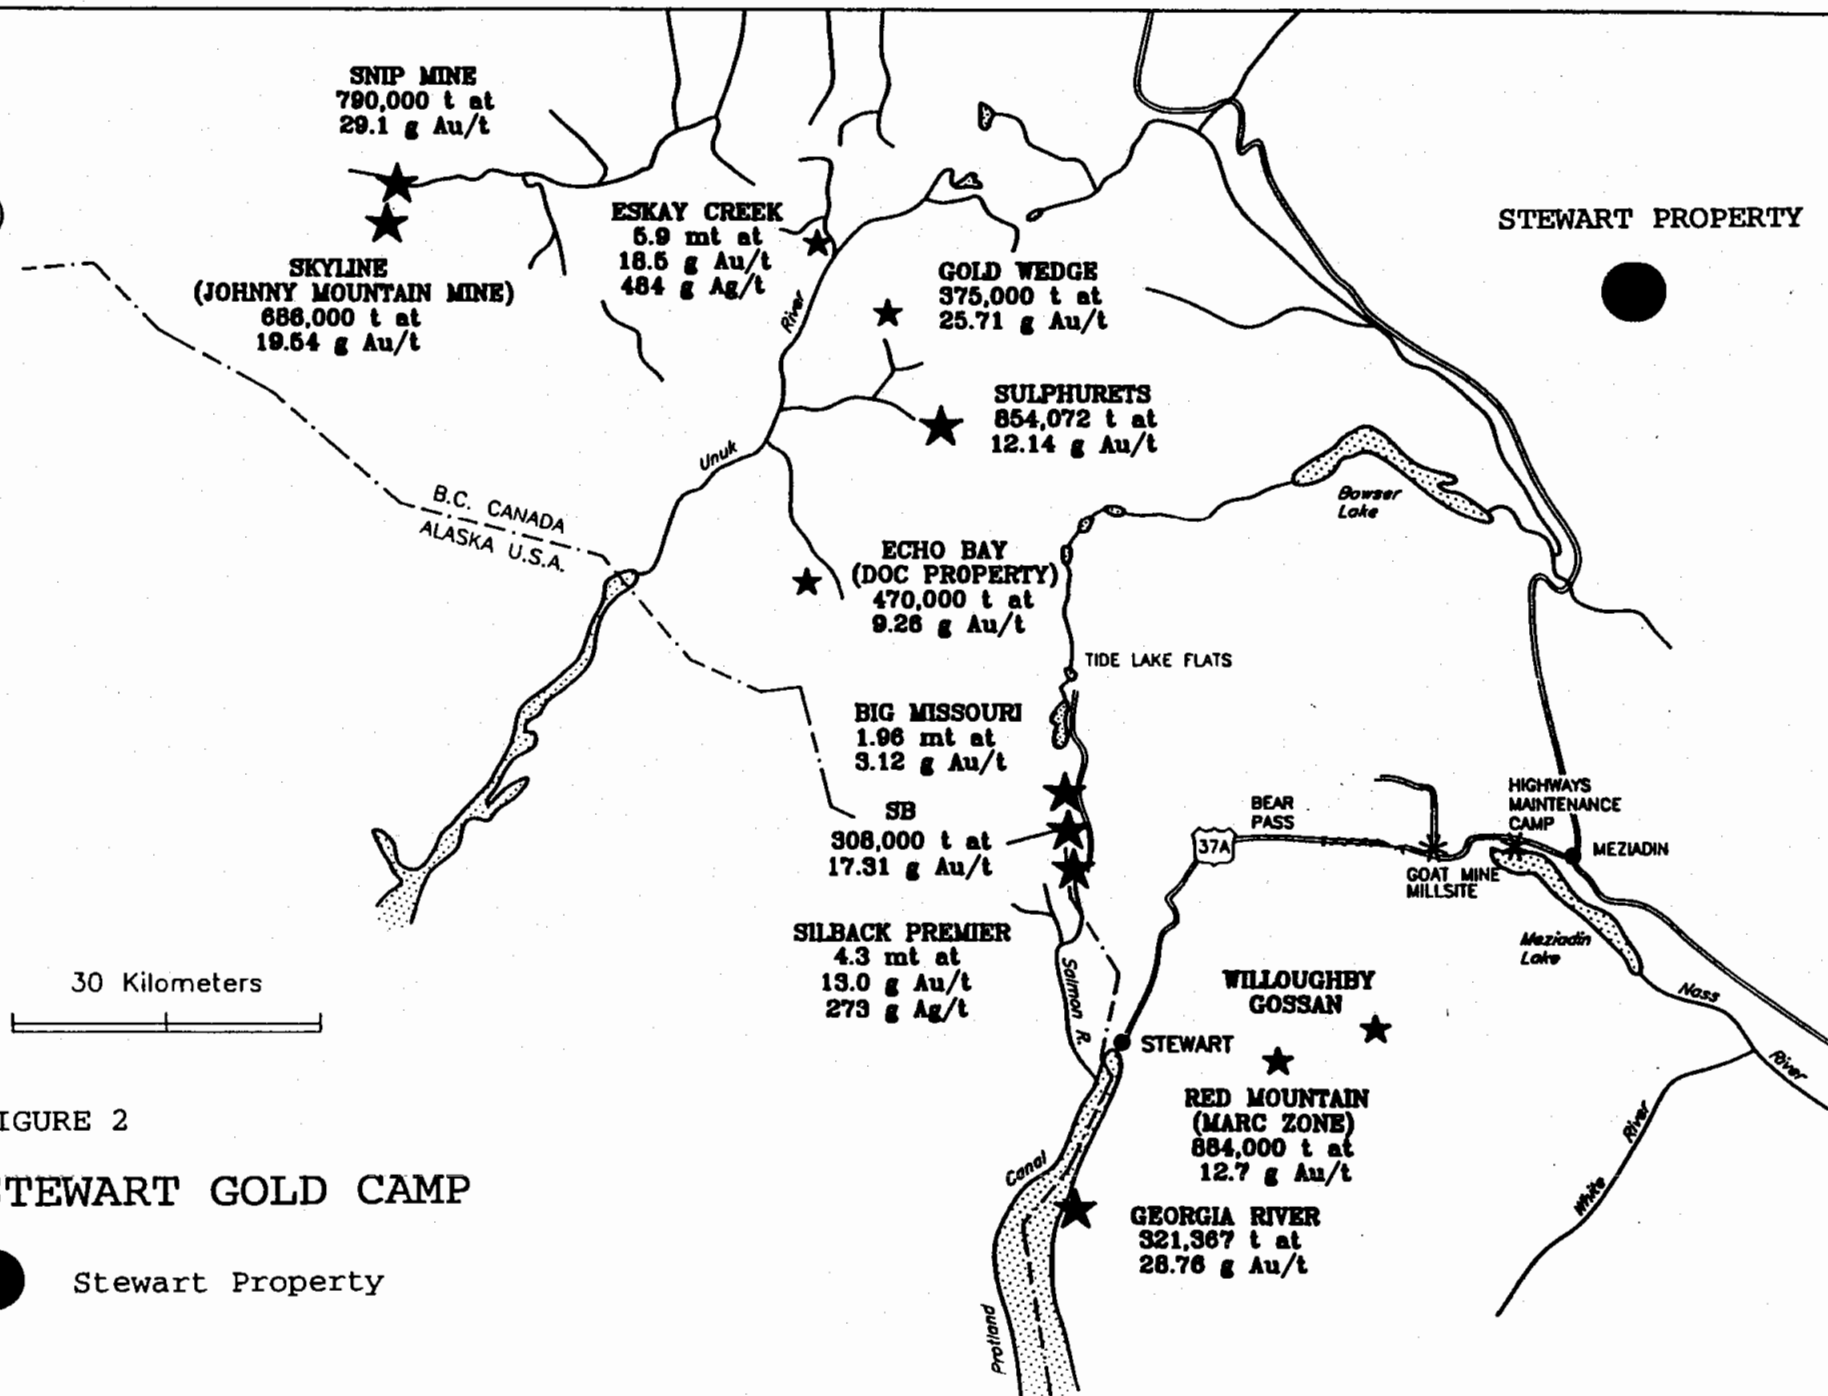 SNIP MINE
790,000 t at
29.1 g Au/t
SKYLINE
(JOHNNY MOUNTAIN MINE)
686,000 t at
19.54 g Au/t
ESKAY CREEK
5.9 mt at
18.5 g Au/t
484 g Ag/t
River
GOLD WEDGE
375,000 t at
25.71 g Au/t
STEWART PROPERTY
SULPHURETS
854,072 t at
12.14 g Au/t
Unuk
Bowser
Lake
B.C. CANADA
ALASKA U.S.A.
ECHO BAY
(DOC PROPERTY)
470,000 t at
9.26 g Au/t
TIDE LAKE FLATS
BIG MISSOURI
1.96 mt at
3.12 g Au/t
SB
308,000 t at
17.31 g Au/t
BEAR
PASS
37A
HIGHWAYS
MAINTENANCE
CAMP
MEZIADIN
GOAT MINE
MILLSITE
Meziadin
Lake
SILBACK PREMIER
4.3 mt at
13.0 g Au/t
273 g Ag/t
Salmon R.
WILLOUGHBY
GOSSAN
Nass
River
30 Kilometers
STEWART
RED MOUNTAIN
(MARC ZONE)
884,000 t at
12.7 g Au/t
White River
Canal
GEORGIA RIVER
321,367 t at
28.76 g Au/t
Protland
IGURE 2
STEWART GOLD CAMP
Stewart Property